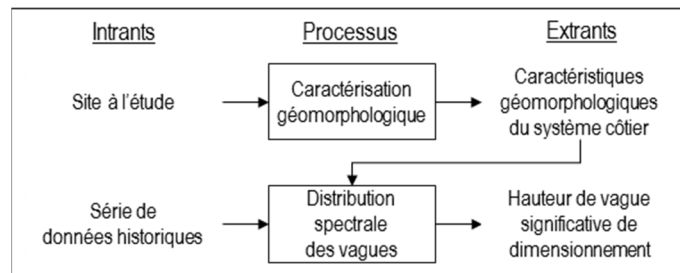 Intrants Processus Extrants
Site à l'étude
Caractérisation
géomorphologique
Caractéristiques
géomorphologiques
du système côtier
Série de
données historiques
Distribution
spectrale
des vagues
Hauteur de vague
significative de
dimensionnement